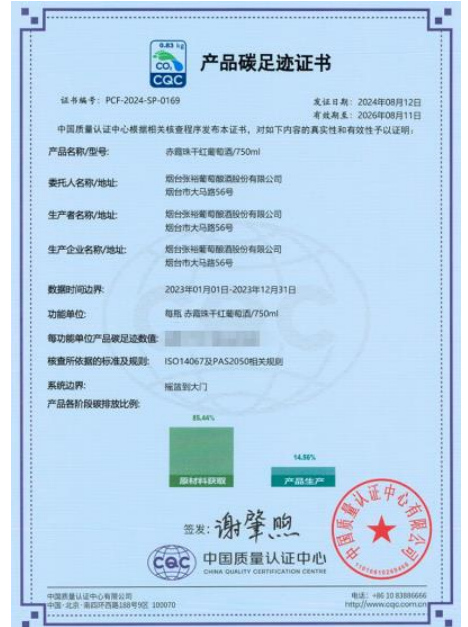 0.83 kg
CO₂
CQC
产品碳足迹证书
证书编号：PCF-2024-SP-0169
发证日期：2024年08月12日
有效期至：2026年08月11日
中国质量认证中心根据相关核查程序发布本证书，对如下内容的真实性和有效性予以证明：
产品名称/型号：
赤霞珠干红葡萄酒/750ml
委托人名称/地址：
烟台张裕葡萄酿酒股份有限公司
烟台市大马路56号
生产者名称/地址：
烟台张裕葡萄酿酒股份有限公司
烟台市大马路56号
生产企业名称/地址：
烟台张裕葡萄酿酒股份有限公司
烟台市大马路56号
数据时间边界：
2023年01月01日-2023年12月31日
功能单位：
每瓶 赤霞珠干红葡萄酒/750ml
每功能单位产品碳足迹数值：
核查所依据的标准及规则：
ISO14067及PAS2050相关规则
系统边界：
摇篮到大门
产品各阶段碳排放比例：
85.44%
14.56%
原材料获取
产品生产
签发：谢肇煦
CQC
中国质量认证中心
CHINA QUALITY CERTIFICATION CENTRE
中国质量认证中心有限公司
中国质量认证中心有限公司
中国·北京·南四环西路188号9区 100070
电话：+86 10 83886666
http://www.cqc.com.cn